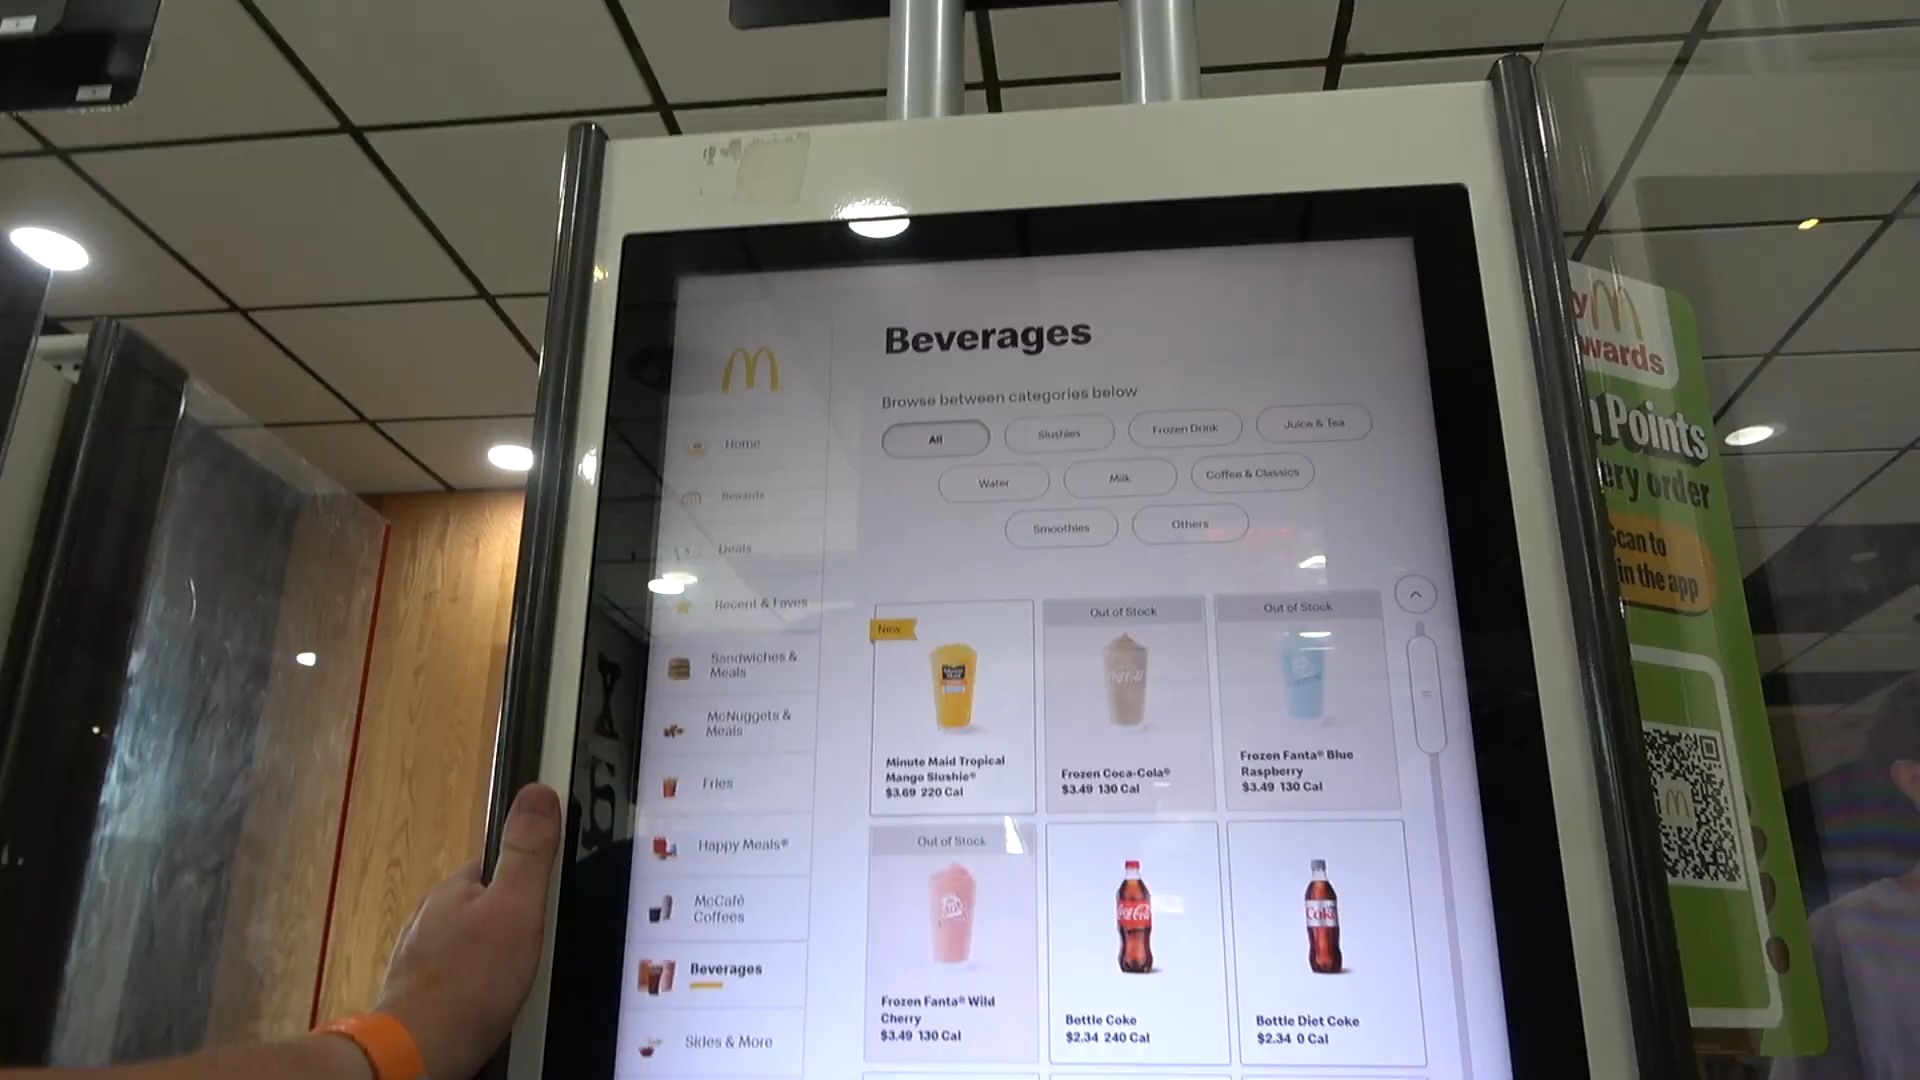 Beverages
Browse between categories below
All
Slushies
Frozen Drink
Juice & Tea
Water
Milk
Coffee & Classics
Smoothies
Others
Home
Rewards
Deals
Recent & Faves
Sandwiches &
Meals
McNuggets &
Meals
Fries
Happy Meals®
McCafé
Coffees
Beverages
Sides & More
New
Minute Maid Tropical
Mango Slushie®
$3.69 220 Cal
Out of Stock
Frozen Coca-Cola®
$3.49 130 Cal
Out of Stock
Frozen Fanta® Blue
Raspberry
$3.49 130 Cal
Out of Stock
Frozen Fanta® Wild
Cherry
$3.49 130 Cal
Coca-Cola
Bottle Coke
$2.34 240 Cal
Coke
Bottle Diet Coke
$2.34 0 Cal
y
wards
Points
ery order
Scan to
in the app